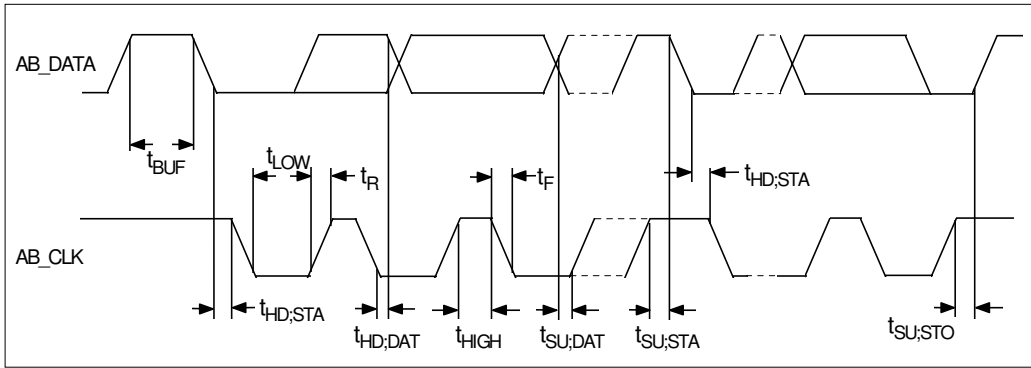 AB_DATA
tBUF
tLOW
tR
tF
tHD;STA
AB_CLK
tHD;STA
tHD;DAT
tHIGH
tSU;DAT
tSU;STA
tSU;STO